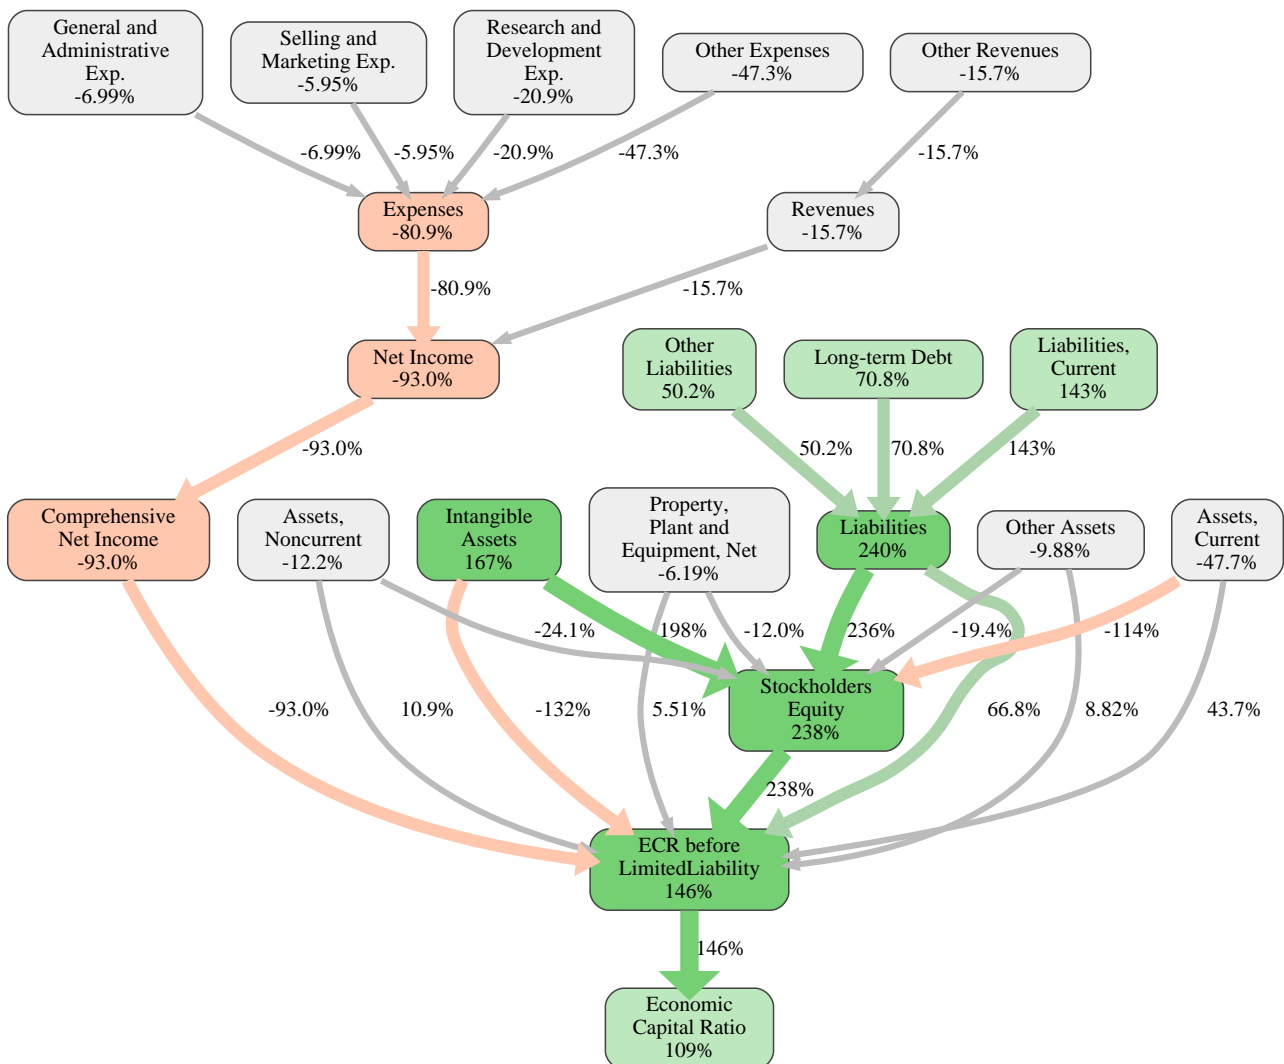 General and
Administrative
Exp.
-6.99%
Selling and
Marketing Exp.
-5.95%
Research and
Development
Exp.
-20.9%
Other Expenses
-47.3%
Other Revenues
-15.7%
-6.99%
-5.95%
-20.9%
-47.3%
-15.7%
Expenses
-80.9%
Revenues
-15.7%
-80.9%
-15.7%
Net Income
-93.0%
Other
Liabilities
50.2%
Long-term Debt
70.8%
Liabilities,
Current
143%
-93.0%
50.2%
70.8%
143%
Comprehensive
Net Income
-93.0%
Assets,
Noncurrent
-12.2%
Intangible
Assets
167%
Property,
Plant and
Equipment, Net
-6.19%
Liabilities
240%
Other Assets
-9.88%
Assets,
Current
-47.7%
-24.1%
198%
-12.0%
236%
-19.4%
-114%
Stockholders
Equity
238%
-93.0%
10.9%
-132%
5.51%
66.8%
8.82%
43.7%
238%
ECR before
LimitedLiability
146%
146%
Economic
Capital Ratio
109%